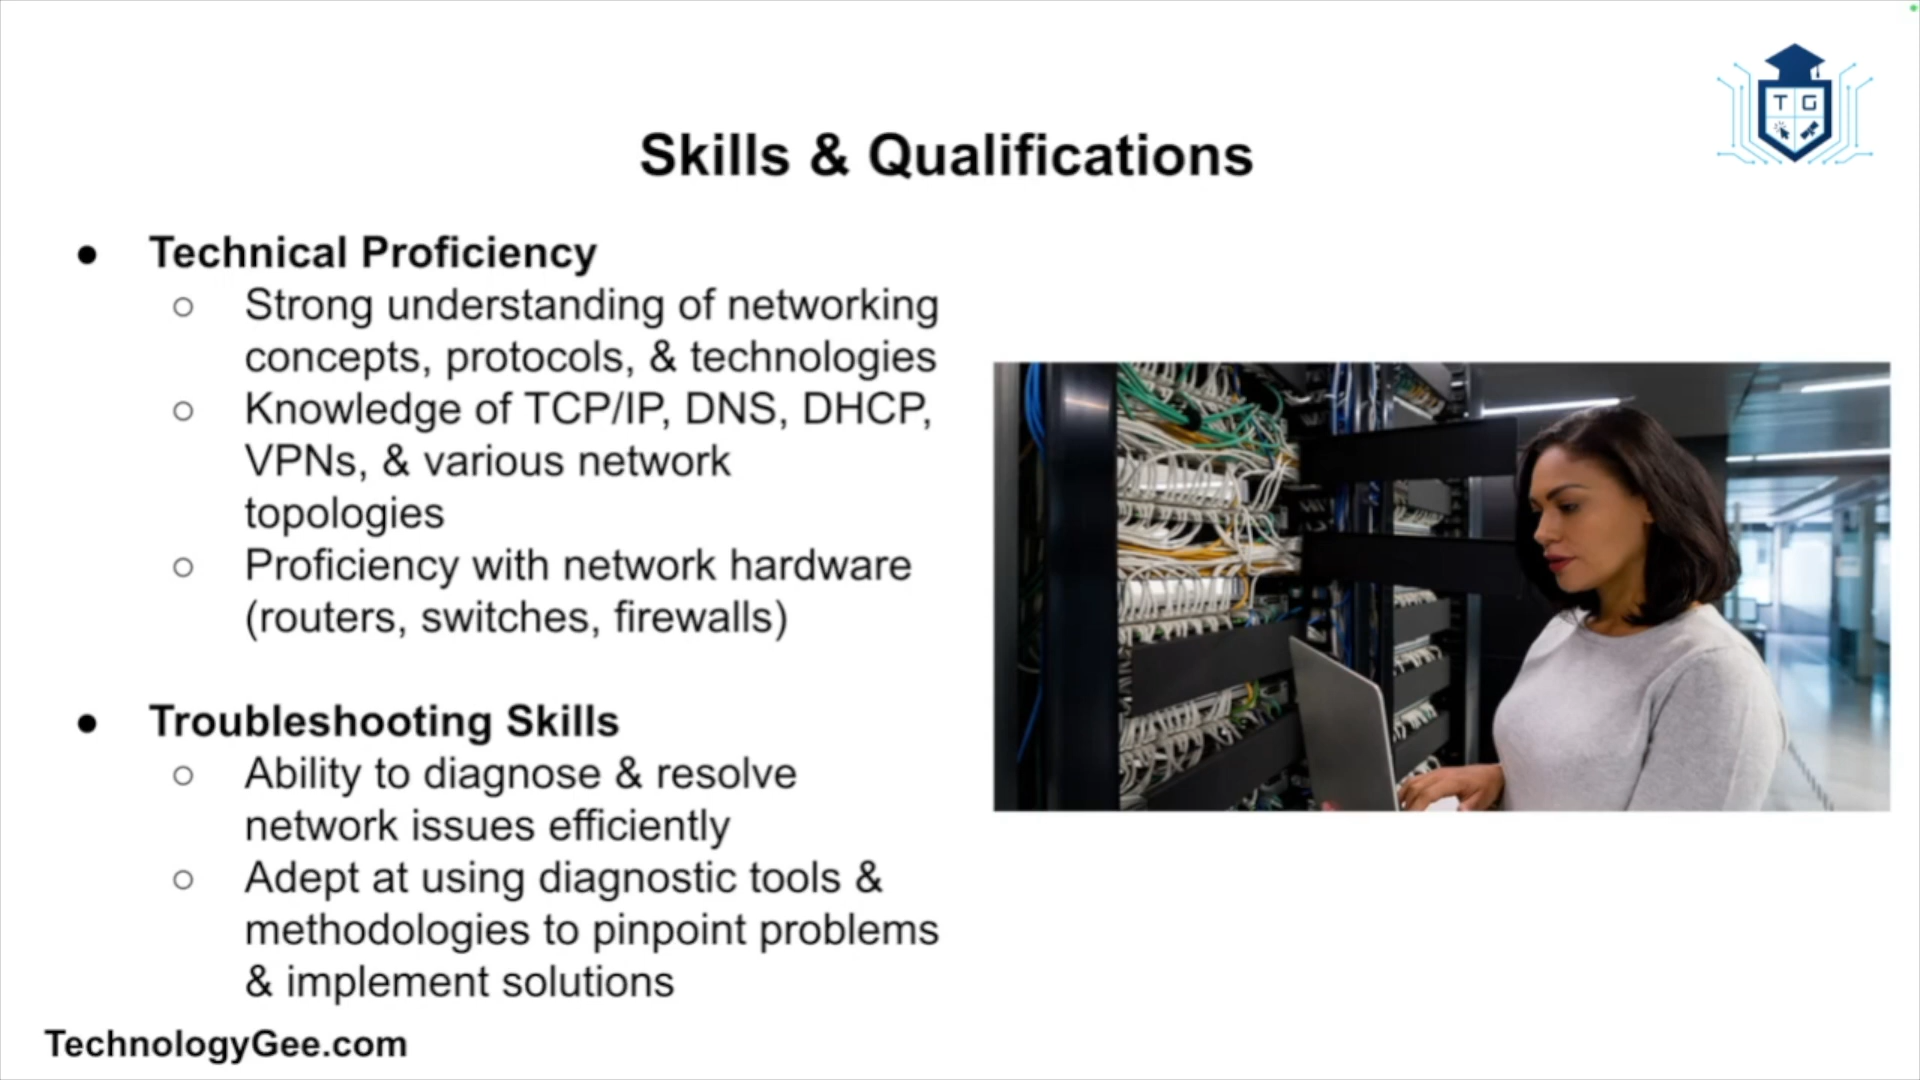 T G
Skills & Qualifications
● Technical Proficiency
○ Strong understanding of networking
concepts, protocols, & technologies
○ Knowledge of TCP/IP, DNS, DHCP,
VPNs, & various network
topologies
○ Proficiency with network hardware
(routers, switches, firewalls)
● Troubleshooting Skills
○ Ability to diagnose & resolve
network issues efficiently
○ Adept at using diagnostic tools &
methodologies to pinpoint problems
& implement solutions
TechnologyGee.com